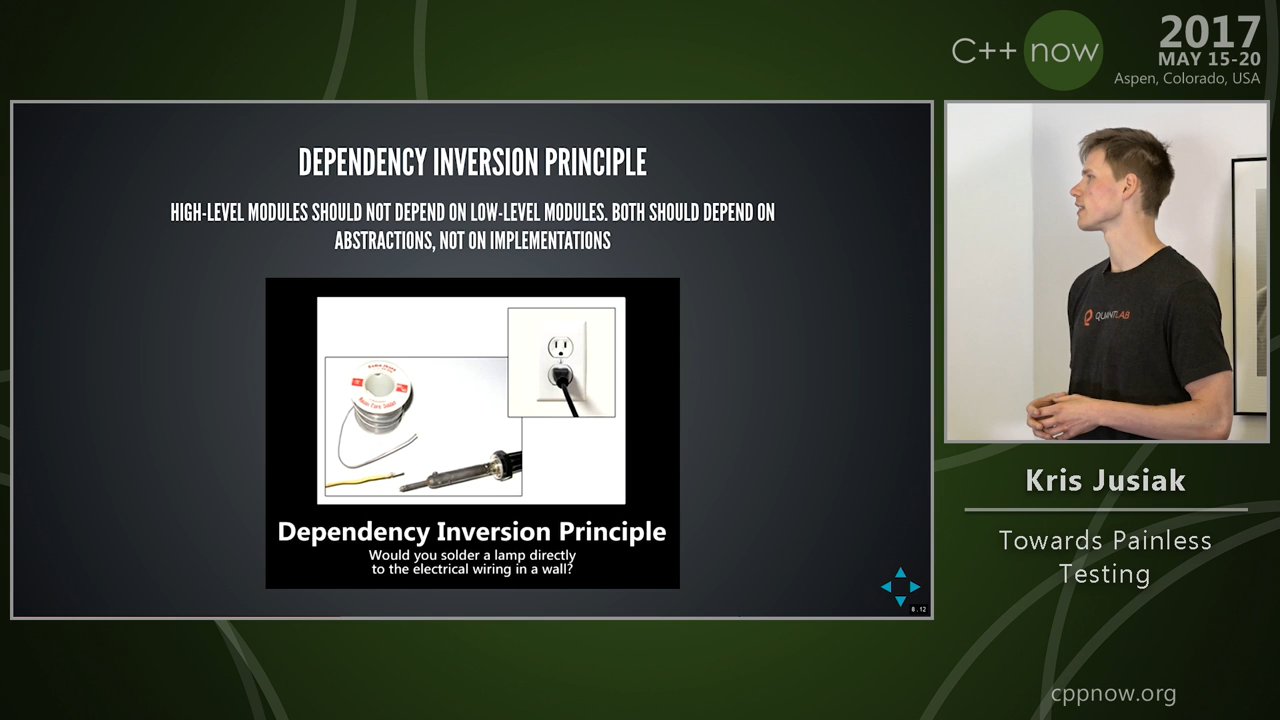 C++ now
2017
MAY 15-20
Aspen, Colorado, USA
DEPENDENCY INVERSION PRINCIPLE
HIGH-LEVEL MODULES SHOULD NOT DEPEND ON LOW-LEVEL MODULES. BOTH SHOULD DEPEND ON
ABSTRACTIONS, NOT ON IMPLEMENTATIONS
Dependency Inversion Principle
Would you solder a lamp directly
to the electrical wiring in a wall?
8.12
QUANTLAB
Kris Jusiak
Towards Painless
Testing
cppnow.org